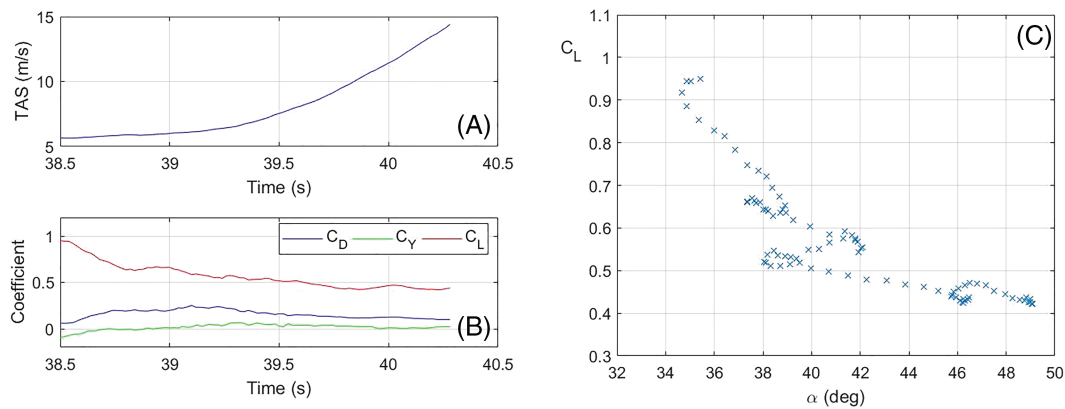 TAS (m/s)
15
10
5
(A)
38.5 39 39.5 40 40.5
Time (s)
Coefficient
1
0.5
0
C_D C_Y C_L
(B)
38.5 39 39.5 40 40.5
Time (s)
C_L
1.1
1
0.9
0.8
0.7
0.6
0.5
0.4
0.3
(C)
32 34 36 38 40 42 44 46 48 50
α (deg)